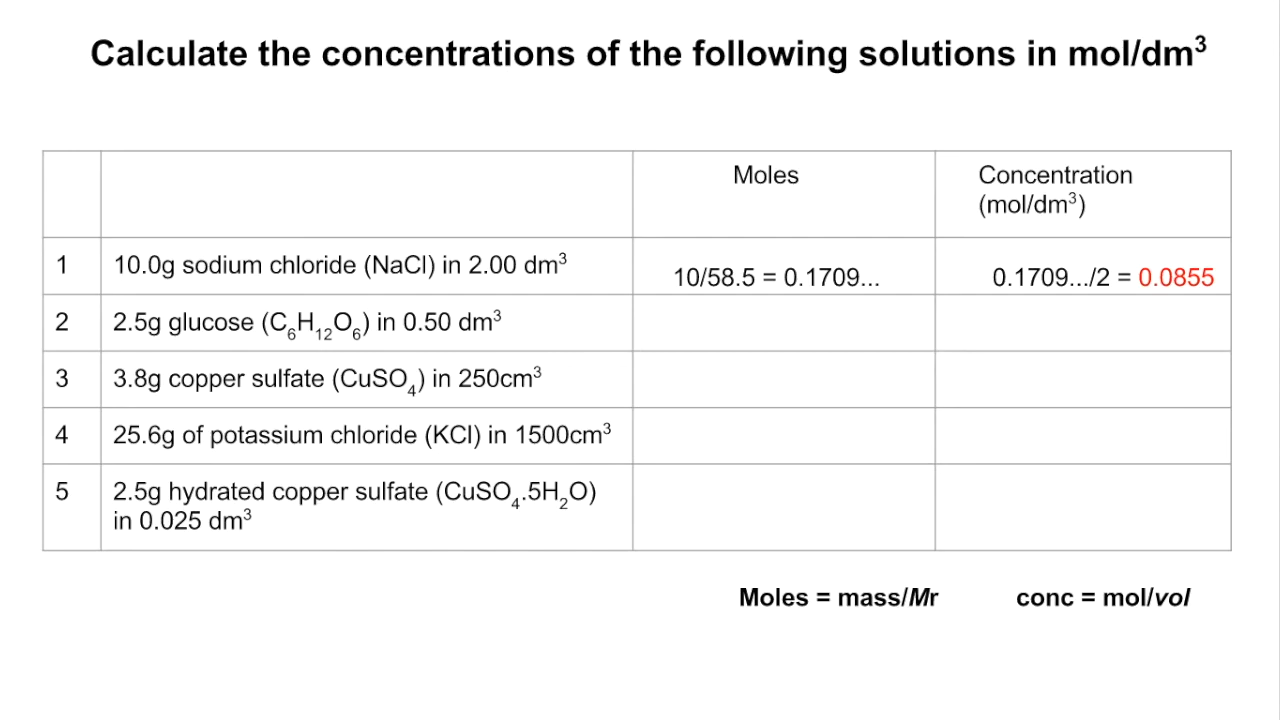 Calculate the concentrations of the following solutions in mol/dm³
Moles
Concentration
(mol/dm³)
1
10.0g sodium chloride (NaCl) in 2.00 dm³
10/58.5 = 0.1709...
0.1709.../2 = 0.0855
2
2.5g glucose (C₆H₁₂O₆) in 0.50 dm³
3
3.8g copper sulfate (CuSO₄) in 250cm³
4
25.6g of potassium chloride (KCl) in 1500cm³
5
2.5g hydrated copper sulfate (CuSO₄.5H₂O)
in 0.025 dm³
Moles = mass/Mr
conc = mol/vol